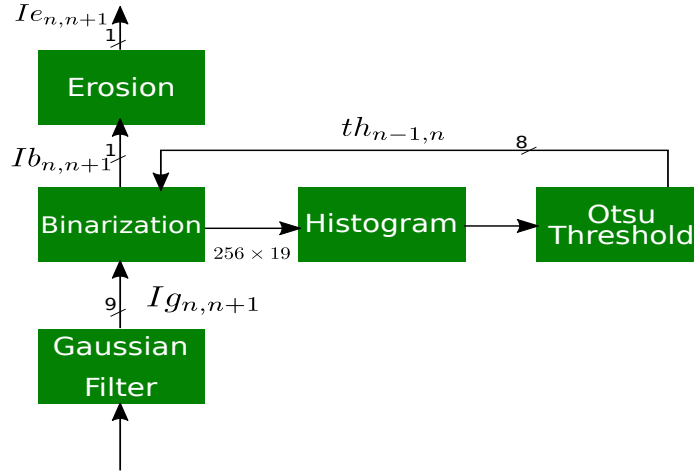 Ie_{n,n+1}
1
Erosion
th_{n-1,n}
8
1
Ib_{n,n+1}
Binarization
Histogram
Otsu
Threshold
256 × 19
9
Ig_{n,n+1}
Gaussian
Filter